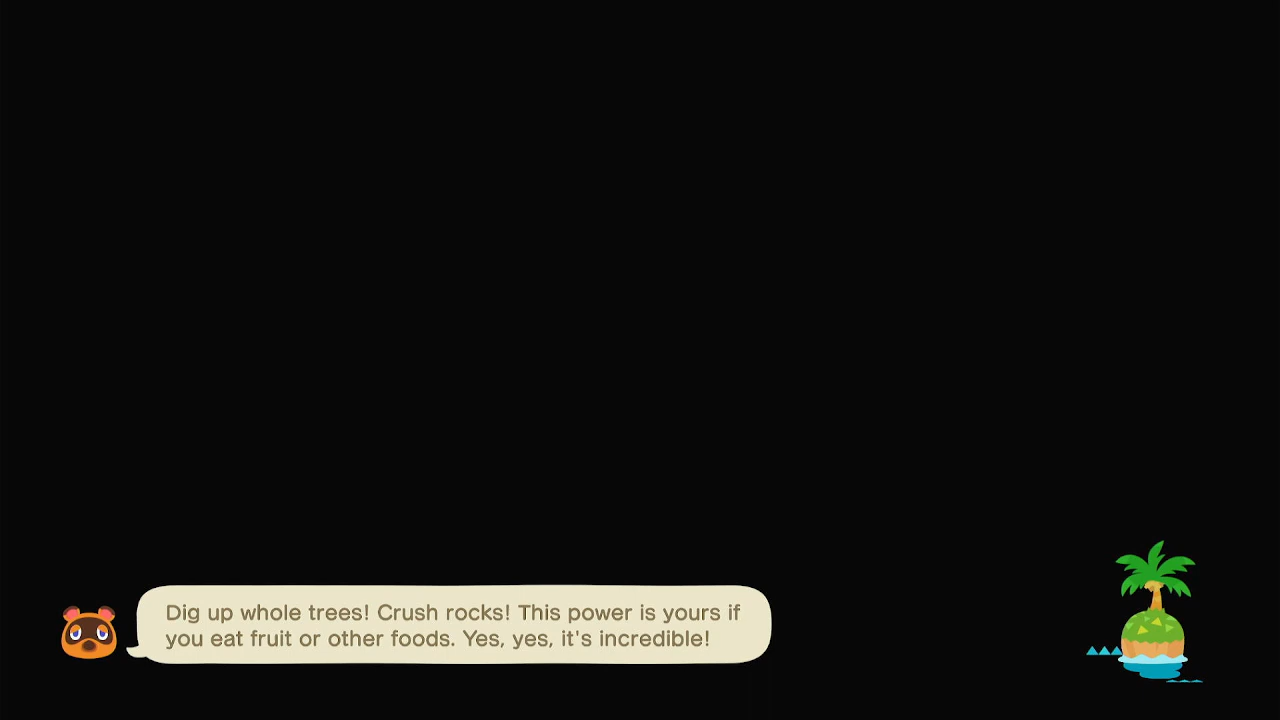 Dig up whole trees! Crush rocks! This power is yours if
you eat fruit or other foods. Yes, yes, it's incredible!